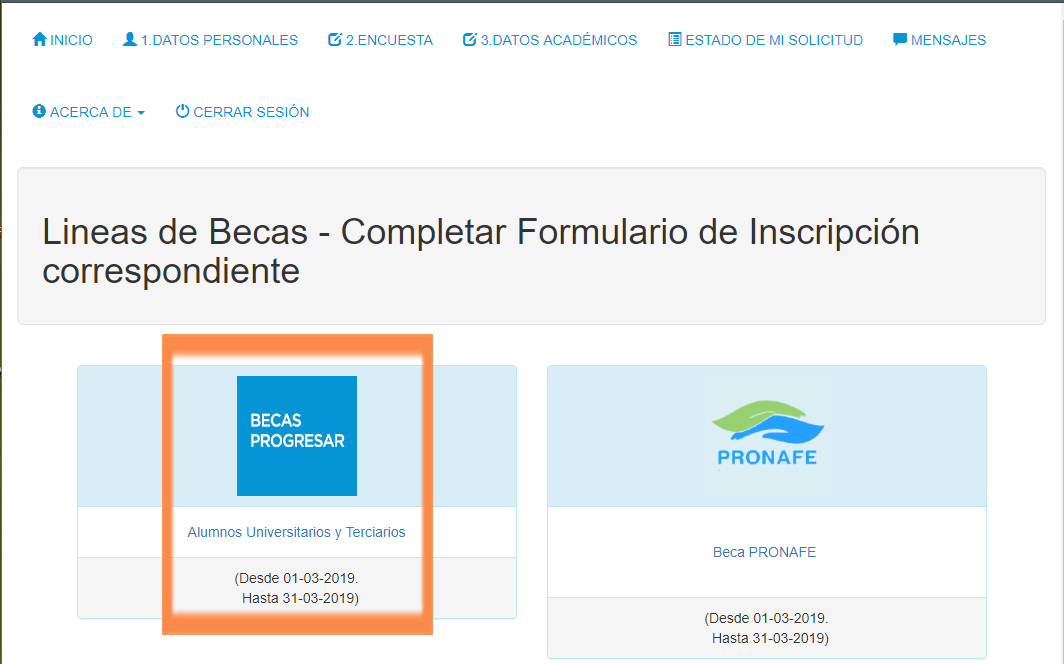 INICIO 1.DATOS PERSONALES 2.ENCUESTA 3.DATOS ACADÉMICOS ESTADO DE MI SOLICITUD MENSAJES
ACERCA DE CERRAR SESIÓN
Lineas de Becas - Completar Formulario de Inscripción
correspondiente
BECAS
PROGRESAR
Alumnos Universitarios y Terciarios
(Desde 01-03-2019.
Hasta 31-03-2019)
PRONAFE
Beca PRONAFE
(Desde 01-03-2019.
Hasta 31-03-2019)